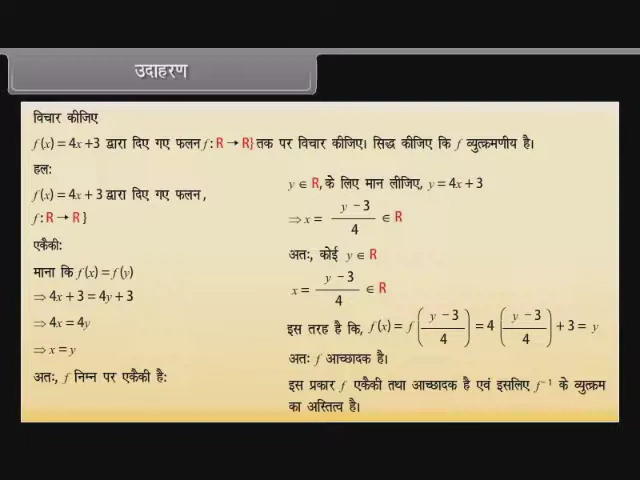 उदाहरण
विचार कीजिए
f (x) = 4x +3 द्वारा दिए गए फलन f : R → R} तक पर विचार कीजिए। सिद्ध कीजिए कि f व्युत्क्रमणीय है।
हल:
f (x) = 4x + 3 द्वारा दिए गए फलन ,
f : R → R }
एकैकी:
माना कि f (x) = f (y)
⇒ 4x + 3 = 4y + 3
⇒ 4x = 4y
⇒ x = y
अतः, f निम्न पर एकैकी है:
y ∈ R, के लिए मान लीजिए, y = 4x + 3
⇒ x = (y − 3)/4 ∈ R
अतः, कोई y ∈ R
x = (y − 3)/4 ∈ R
इस तरह है कि, f (x) = f ((y − 3)/4) = 4 ((y − 3)/4) + 3 = y
अतः f आच्छादक है।
इस प्रकार f एकैकी तथा आच्छादक है एवं इसलिए f⁻¹ के व्युत्क्रम
का अस्तित्व है।